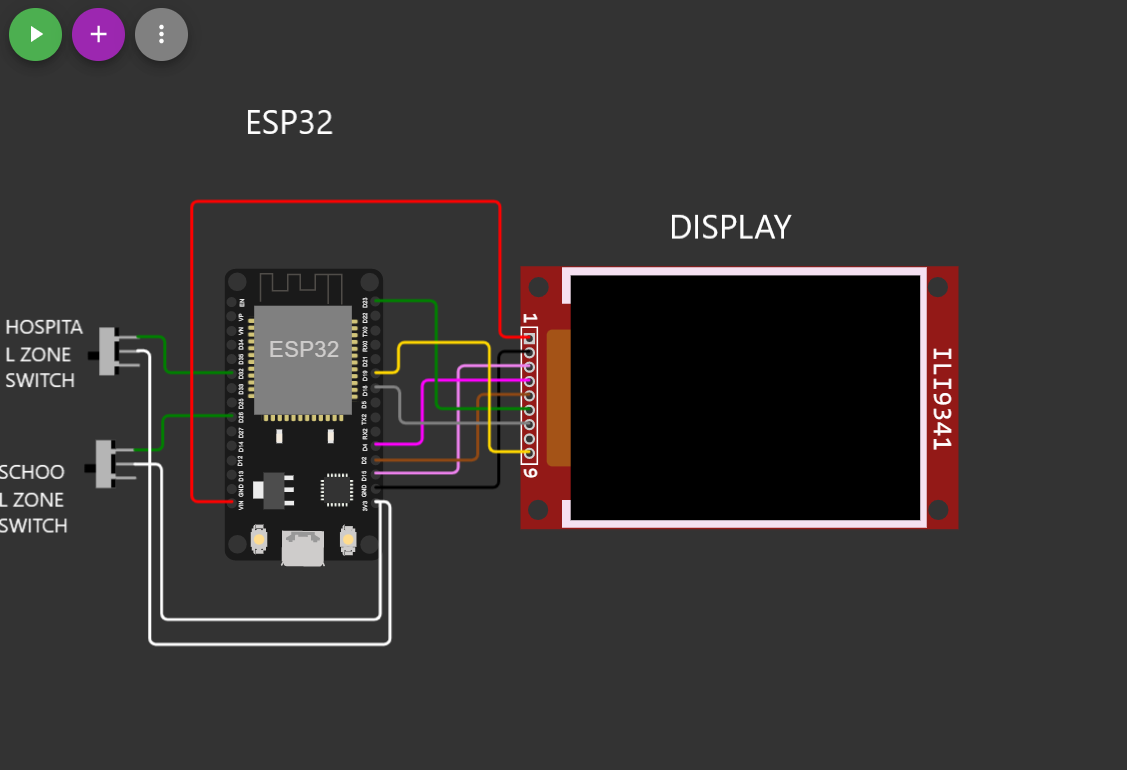 ESP32
DISPLAY
HOSPITA
L ZONE
SWITCH
SCHOO
L ZONE
SWITCH
ESP32
EN
VP
VN
D34
D35
D32
D33
D25
D26
D27
D14
D12
D13
GND
VIN
D23
D22
TX0
RX0
D21
D19
D18
D5
TX2
RX2
D4
D2
D15
GND
3V3
1
9
ILI9341